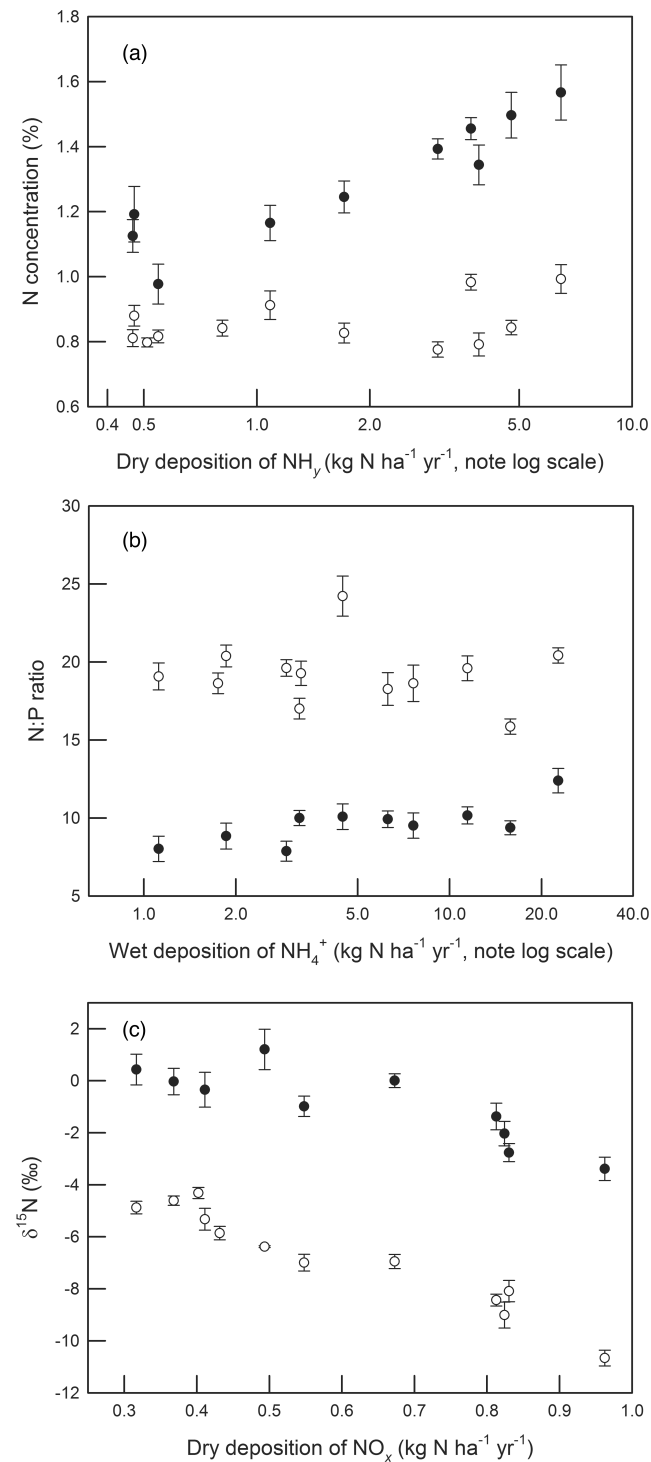 1.8
(a)
1.6
1.4
1.2
1.0
0.8
0.6
N concentration (%)
0.4 0.5 1.0 2.0 5.0 10.0
Dry deposition of NHy (kg N ha⁻¹ yr⁻¹, note log scale)
30
(b)
25
20
15
10
5
N:P ratio
1.0 2.0 5.0 10.0 20.0 40.0
Wet deposition of NH₄⁺ (kg N ha⁻¹ yr⁻¹, note log scale)
2
(c)
0
-2
-4
-6
-8
-10
-12
δ¹⁵N (‰)
0.3 0.4 0.5 0.6 0.7 0.8 0.9 1.0
Dry deposition of NOₓ (kg N ha⁻¹ yr⁻¹)